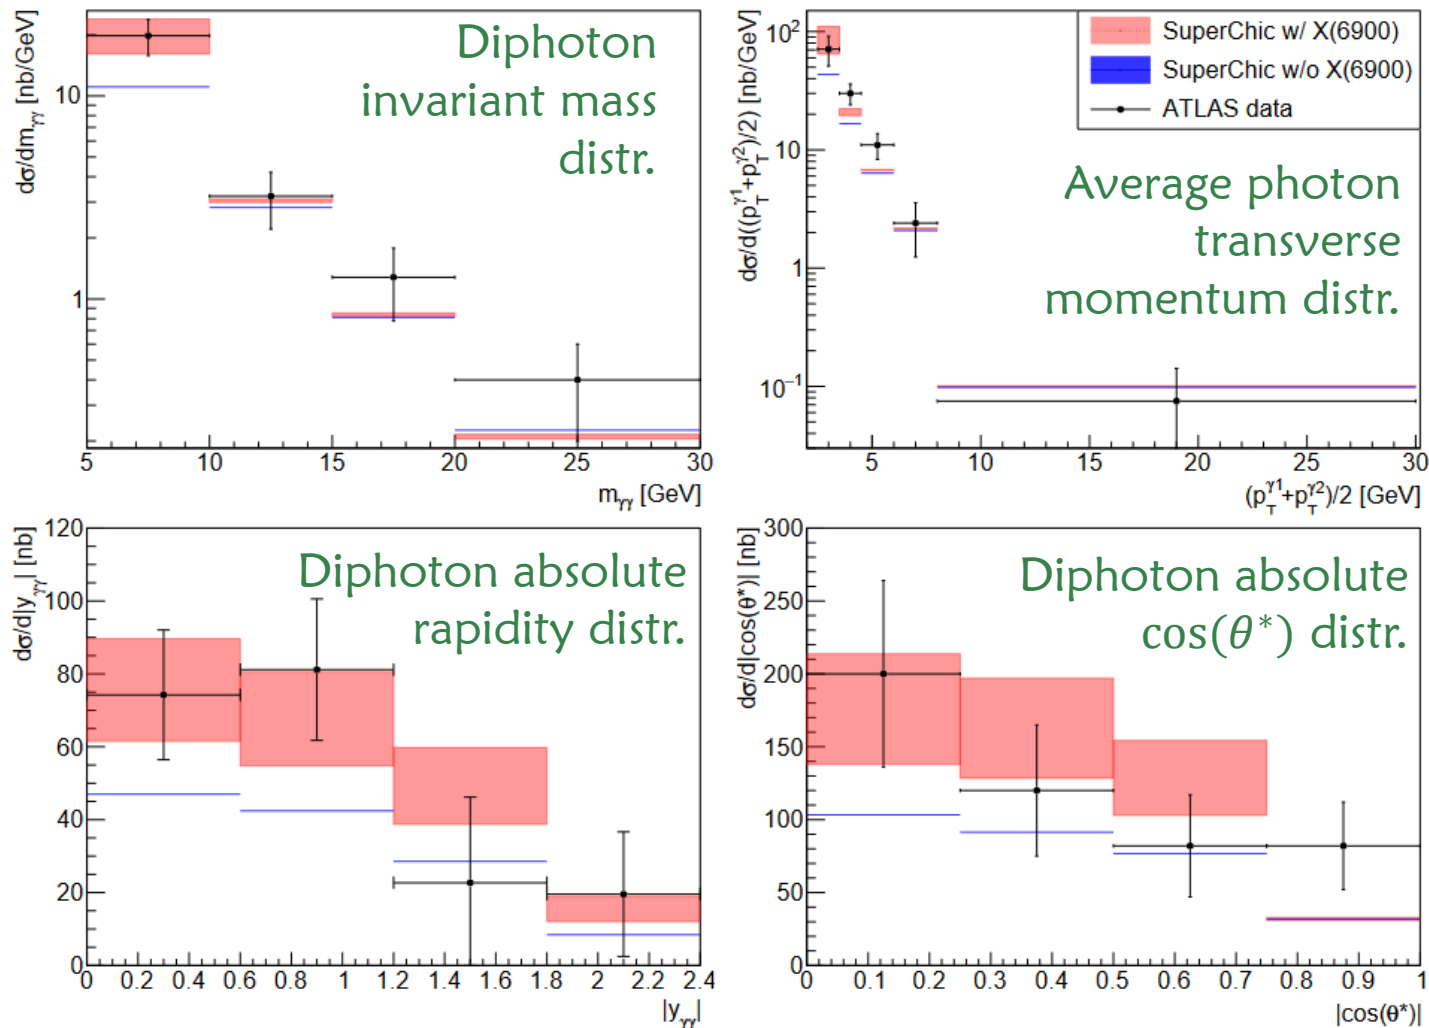 dσ/dm_γγ [nb/GeV]
10
1
Diphoton
invariant mass
distr.
5 10 15 20 25 30
m_γγ [GeV]
dσ/d((p_T^γ1+p_T^γ2)/2) [nb/GeV]
10²
10
1
10⁻¹
SuperChic w/ X(6900)
SuperChic w/o X(6900)
ATLAS data
Average photon
transverse
momentum distr.
5 10 15 20 25 30
(p_T^γ1+p_T^γ2)/2 [GeV]
dσ/d|y_γγ| [nb]
120
100
80
60
40
20
0
Diphoton absolute
rapidity distr.
0 0.2 0.4 0.6 0.8 1 1.2 1.4 1.6 1.8 2 2.2 2.4
|y_γγ|
dσ/d|cos(θ*)| [nb]
300
250
200
150
100
50
0
Diphoton absolute
cos(θ*) distr.
0 0.1 0.2 0.3 0.4 0.5 0.6 0.7 0.8 0.9 1
|cos(θ*)|